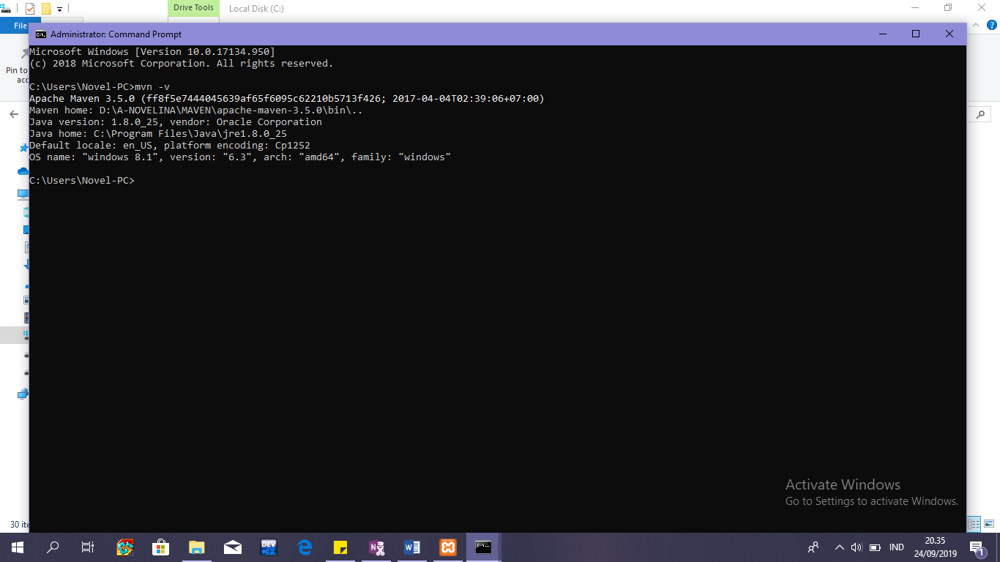 Drive Tools
Local Disk (C:)
File
Pin to
acc
Administrator: Command Prompt
Microsoft Windows [Version 10.0.17134.950]
(c) 2018 Microsoft Corporation. All rights reserved.
C:\Users\Novel-PC>mvn -v
Apache Maven 3.5.0 (ff8f5e7444045639af65f6095c62210b5713f426; 2017-04-04T02:39:06+07:00)
Maven home: D:\A-NOVELINA\MAVEN\apache-maven-3.5.0\bin\..
Java version: 1.8.0_25, vendor: Oracle Corporation
Java home: C:\Program Files\Java\jre1.8.0_25
Default locale: en_US, platform encoding: Cp1252
OS name: "windows 8.1", version: "6.3", arch: "amd64", family: "windows"
C:\Users\Novel-PC>
Activate Windows
Go to Settings to activate Windows.
30 ite
DEV
IND
20.35
24/09/2019
1